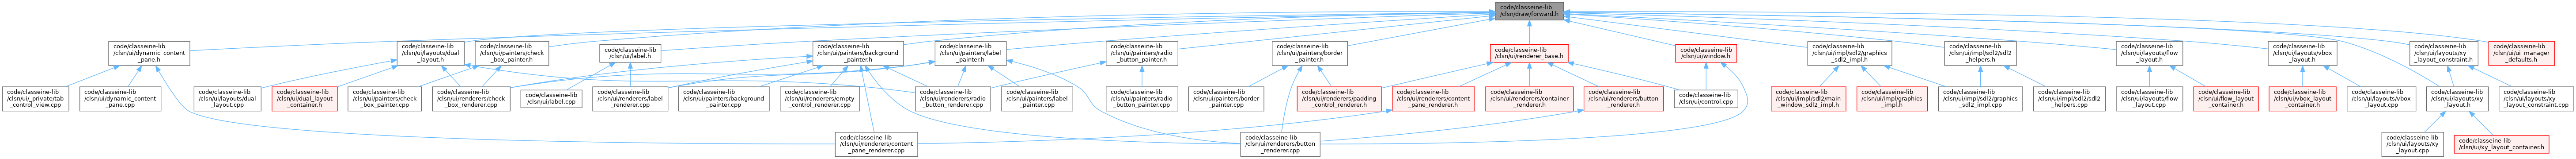 code/classeine-lib
/clsn/draw/forward.h
code/classeine-lib
/clsn/ui/dynamic_content
_pane.h
code/classeine-lib
/clsn/ui/layouts/dual
_layout.h
code/classeine-lib
/clsn/ui/painters/check
_box_painter.h
code/classeine-lib
/clsn/ui/label.h
code/classeine-lib
/clsn/ui/painters/background
_painter.h
code/classeine-lib
/clsn/ui/painters/label
_painter.h
code/classeine-lib
/clsn/ui/painters/radio
_button_painter.h
code/classeine-lib
/clsn/ui/painters/border
_painter.h
code/classeine-lib
/clsn/ui/renderer_base.h
code/classeine-lib
/clsn/ui/window.h
code/classeine-lib
/clsn/ui/impl/sdl2/graphics
_sdl2_impl.h
code/classeine-lib
/clsn/ui/impl/sdl2/sdl2
_helpers.h
code/classeine-lib
/clsn/ui/layouts/flow
_layout.h
code/classeine-lib
/clsn/ui/layouts/vbox
_layout.h
code/classeine-lib
/clsn/ui/layouts/xy
_layout_constraint.h
code/classeine-lib
/clsn/ui/ui_manager
_defaults.h
code/classeine-lib
/clsn/ui/_private/tab
_control_view.cpp
code/classeine-lib
/clsn/ui/dynamic_content
_pane.cpp
code/classeine-lib
/clsn/ui/layouts/dual
_layout.cpp
code/classeine-lib
/clsn/ui/dual_layout
_container.h
code/classeine-lib
/clsn/ui/painters/check
_box_painter.cpp
code/classeine-lib
/clsn/ui/renderers/check
_box_renderer.cpp
code/classeine-lib
/clsn/ui/label.cpp
code/classeine-lib
/clsn/ui/renderers/label
_renderer.cpp
code/classeine-lib
/clsn/ui/painters/background
_painter.cpp
code/classeine-lib
/clsn/ui/renderers/empty
_control_renderer.cpp
code/classeine-lib
/clsn/ui/renderers/radio
_button_renderer.cpp
code/classeine-lib
/clsn/ui/painters/label
_painter.cpp
code/classeine-lib
/clsn/ui/painters/radio
_button_painter.cpp
code/classeine-lib
/clsn/ui/painters/border
_painter.cpp
code/classeine-lib
/clsn/ui/renderers/padding
_control_renderer.h
code/classeine-lib
/clsn/ui/renderers/content
_pane_renderer.h
code/classeine-lib
/clsn/ui/renderers/container
_renderer.h
code/classeine-lib
/clsn/ui/renderers/button
_renderer.h
code/classeine-lib
/clsn/ui/control.cpp
code/classeine-lib
/clsn/ui/impl/sdl2/main
_window_sdl2_impl.h
code/classeine-lib
/clsn/ui/impl/graphics
_impl.h
code/classeine-lib
/clsn/ui/impl/sdl2/graphics
_sdl2_impl.cpp
code/classeine-lib
/clsn/ui/impl/sdl2/sdl2
_helpers.cpp
code/classeine-lib
/clsn/ui/layouts/flow
_layout.cpp
code/classeine-lib
/clsn/ui/flow_layout
_container.h
code/classeine-lib
/clsn/ui/vbox_layout
_container.h
code/classeine-lib
/clsn/ui/layouts/vbox
_layout.cpp
code/classeine-lib
/clsn/ui/layouts/xy
_layout.h
code/classeine-lib
/clsn/ui/layouts/xy
_layout_constraint.cpp
code/classeine-lib
/clsn/ui/renderers/content
_pane_renderer.cpp
code/classeine-lib
/clsn/ui/renderers/button
_renderer.cpp
code/classeine-lib
/clsn/ui/layouts/xy
_layout.cpp
code/classeine-lib
/clsn/ui/xy_layout_container.h